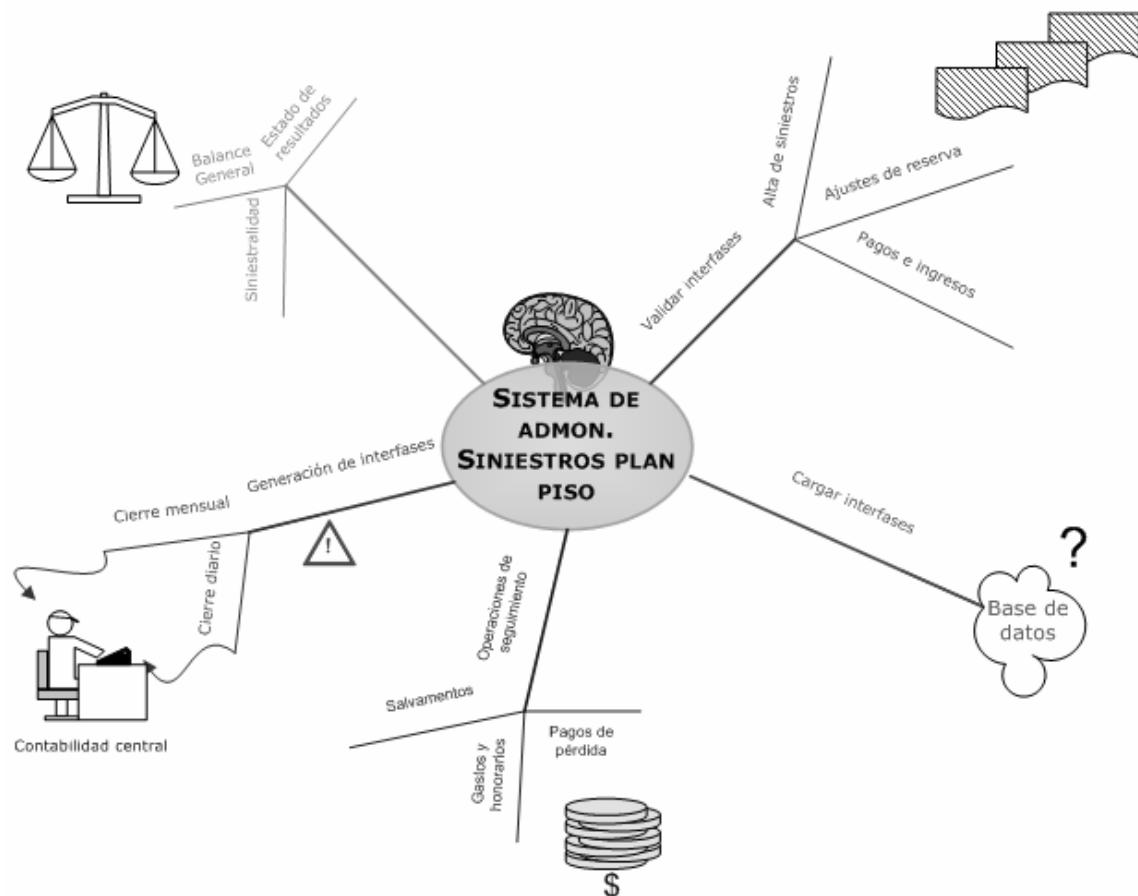 Estado de
resultados
Balance
General
Siniestralidad
Alta de siniestros
Ajustes de reserva
Pagos e ingresos
Validar interfases
SISTEMA DE
ADMON.
SINIESTROS PLAN
PISO
Generación de interfases
Cierre mensual
Cierre diario
!
Contabilidad central
Cargar interfases
?
Base de
datos
Operaciones de
seguimiento
Salvamentos
Gastos y
honorarios
Pagos de
pérdida
$